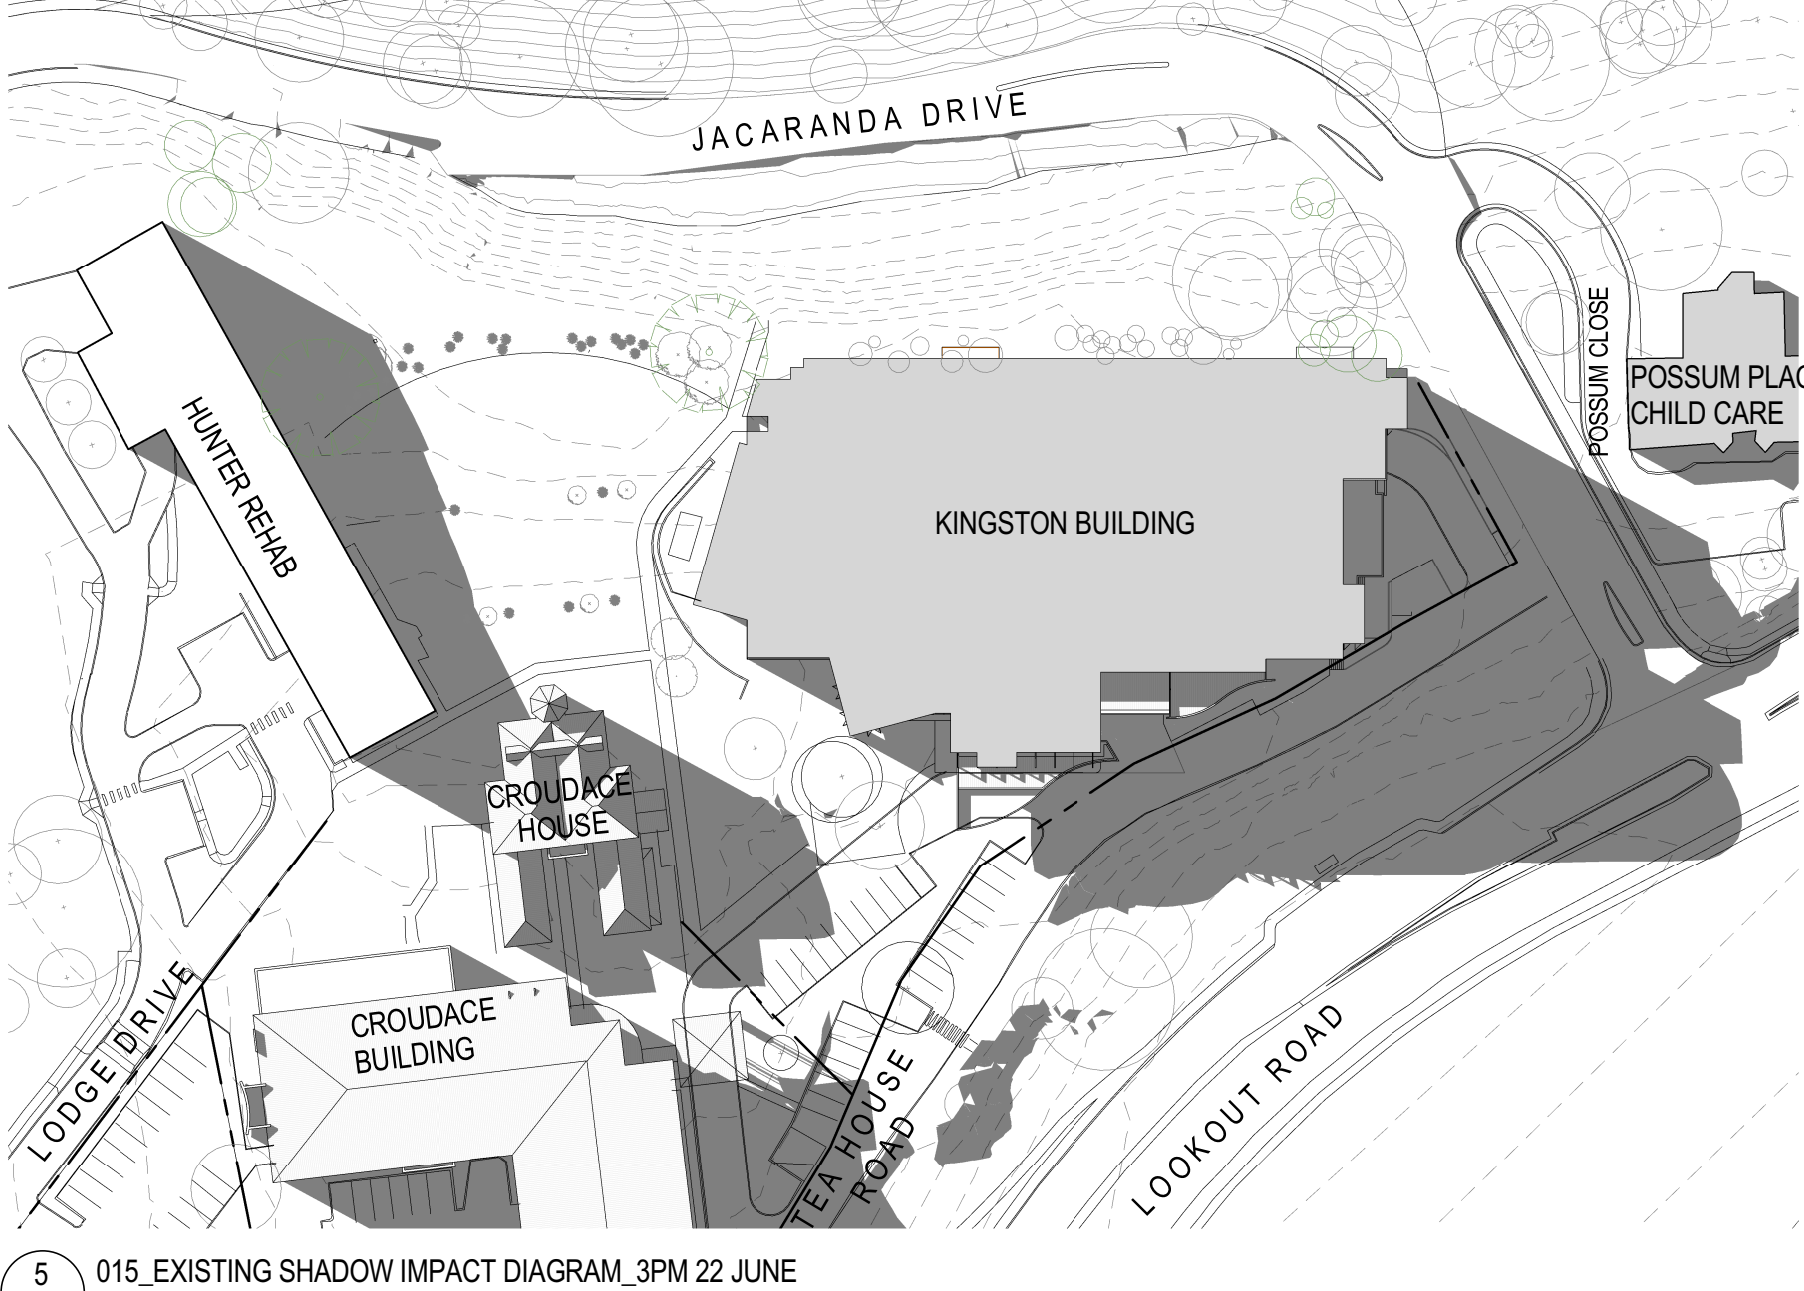 JACARANDA DRIVE
POSSUM CLOSE
POSSUM PLAC
CHILD CARE
HUNTER REHAB
KINGSTON BUILDING
CROUDACE
HOUSE
CROUDACE
BUILDING
LODGE DRIVE
TEA HOUSE
ROAD
LOOKOUT ROAD
5
015_EXISTING SHADOW IMPACT DIAGRAM_3PM 22 JUNE